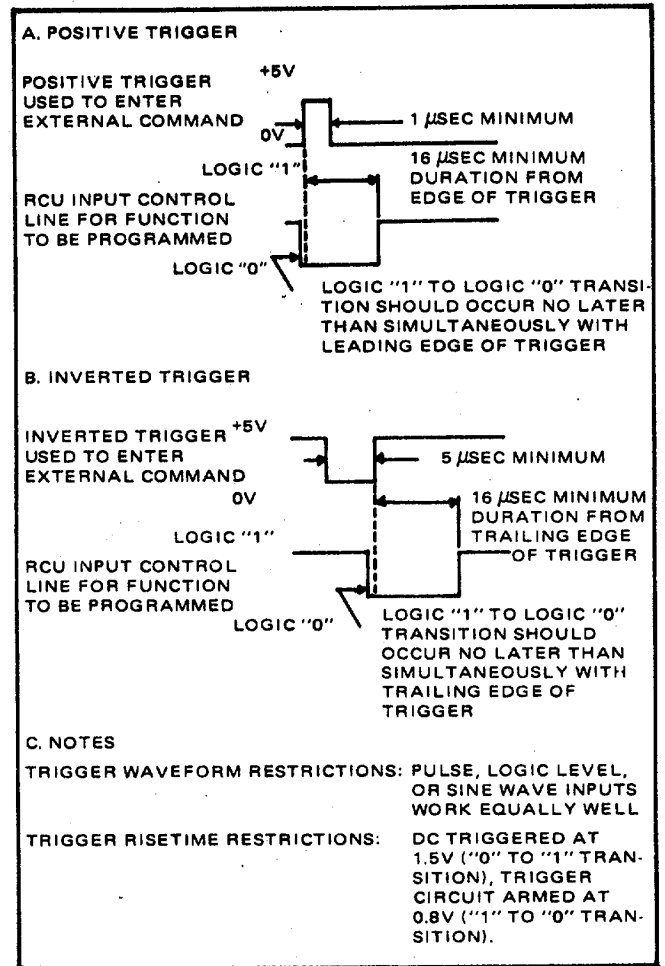 A. POSITIVE TRIGGER
+5V
POSITIVE TRIGGER
USED TO ENTER
EXTERNAL COMMAND
0V
1 µSEC MINIMUM
LOGIC "1"
16 µSEC MINIMUM
DURATION FROM
EDGE OF TRIGGER
RCU INPUT CONTROL
LINE FOR FUNCTION
TO BE PROGRAMMED
LOGIC "0"
LOGIC "1" TO LOGIC "0" TRANSI-
TION SHOULD OCCUR NO LATER
THAN SIMULTANEOUSLY WITH
LEADING EDGE OF TRIGGER
B. INVERTED TRIGGER
+5V
INVERTED TRIGGER
USED TO ENTER
EXTERNAL COMMAND
0V
5 µSEC MINIMUM
16 µSEC MINIMUM
DURATION FROM
TRAILING EDGE
OF TRIGGER
LOGIC "1"
RCU INPUT CONTROL
LINE FOR FUNCTION
TO BE PROGRAMMED
LOGIC "0"
LOGIC "1" TO LOGIC "0"
TRANSITION SHOULD
OCCUR NO LATER THAN
SIMULTANEOUSLY WITH
TRAILING EDGE OF
TRIGGER
C. NOTES
TRIGGER WAVEFORM RESTRICTIONS: PULSE, LOGIC LEVEL,
OR SINE WAVE INPUTS
WORK EQUALLY WELL
TRIGGER RISETIME RESTRICTIONS: DC TRIGGERED AT
1.5V ("0" TO "1" TRAN-
SITION), TRIGGER
CIRCUIT ARMED AT
0.8V ("1" TO "0" TRAN-
SITION).